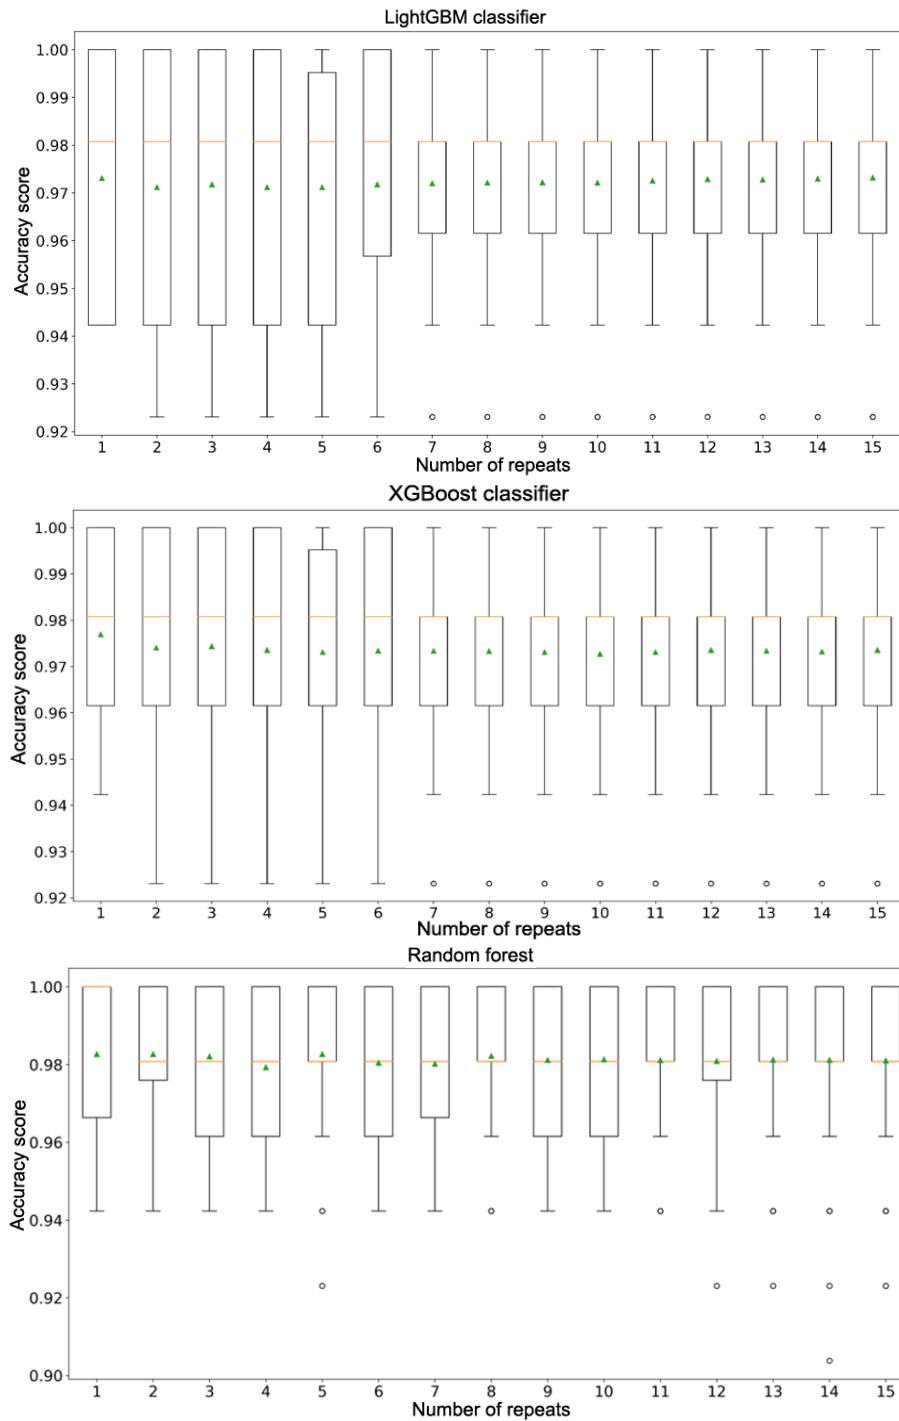 LightGBM classifier
1.00
0.99
0.98
0.97
0.96
0.95
0.94
0.93
0.92
Accuracy score
1 2 3 4 5 6 7 8 9 10 11 12 13 14 15
Number of repeats
XGBoost classifier
1.00
0.99
0.98
0.97
0.96
0.95
0.94
0.93
0.92
Accuracy score
1 2 3 4 5 6 7 8 9 10 11 12 13 14 15
Number of repeats
Random forest
1.00
0.98
0.96
0.94
0.92
0.90
Accuracy score
1 2 3 4 5 6 7 8 9 10 11 12 13 14 15
Number of repeats